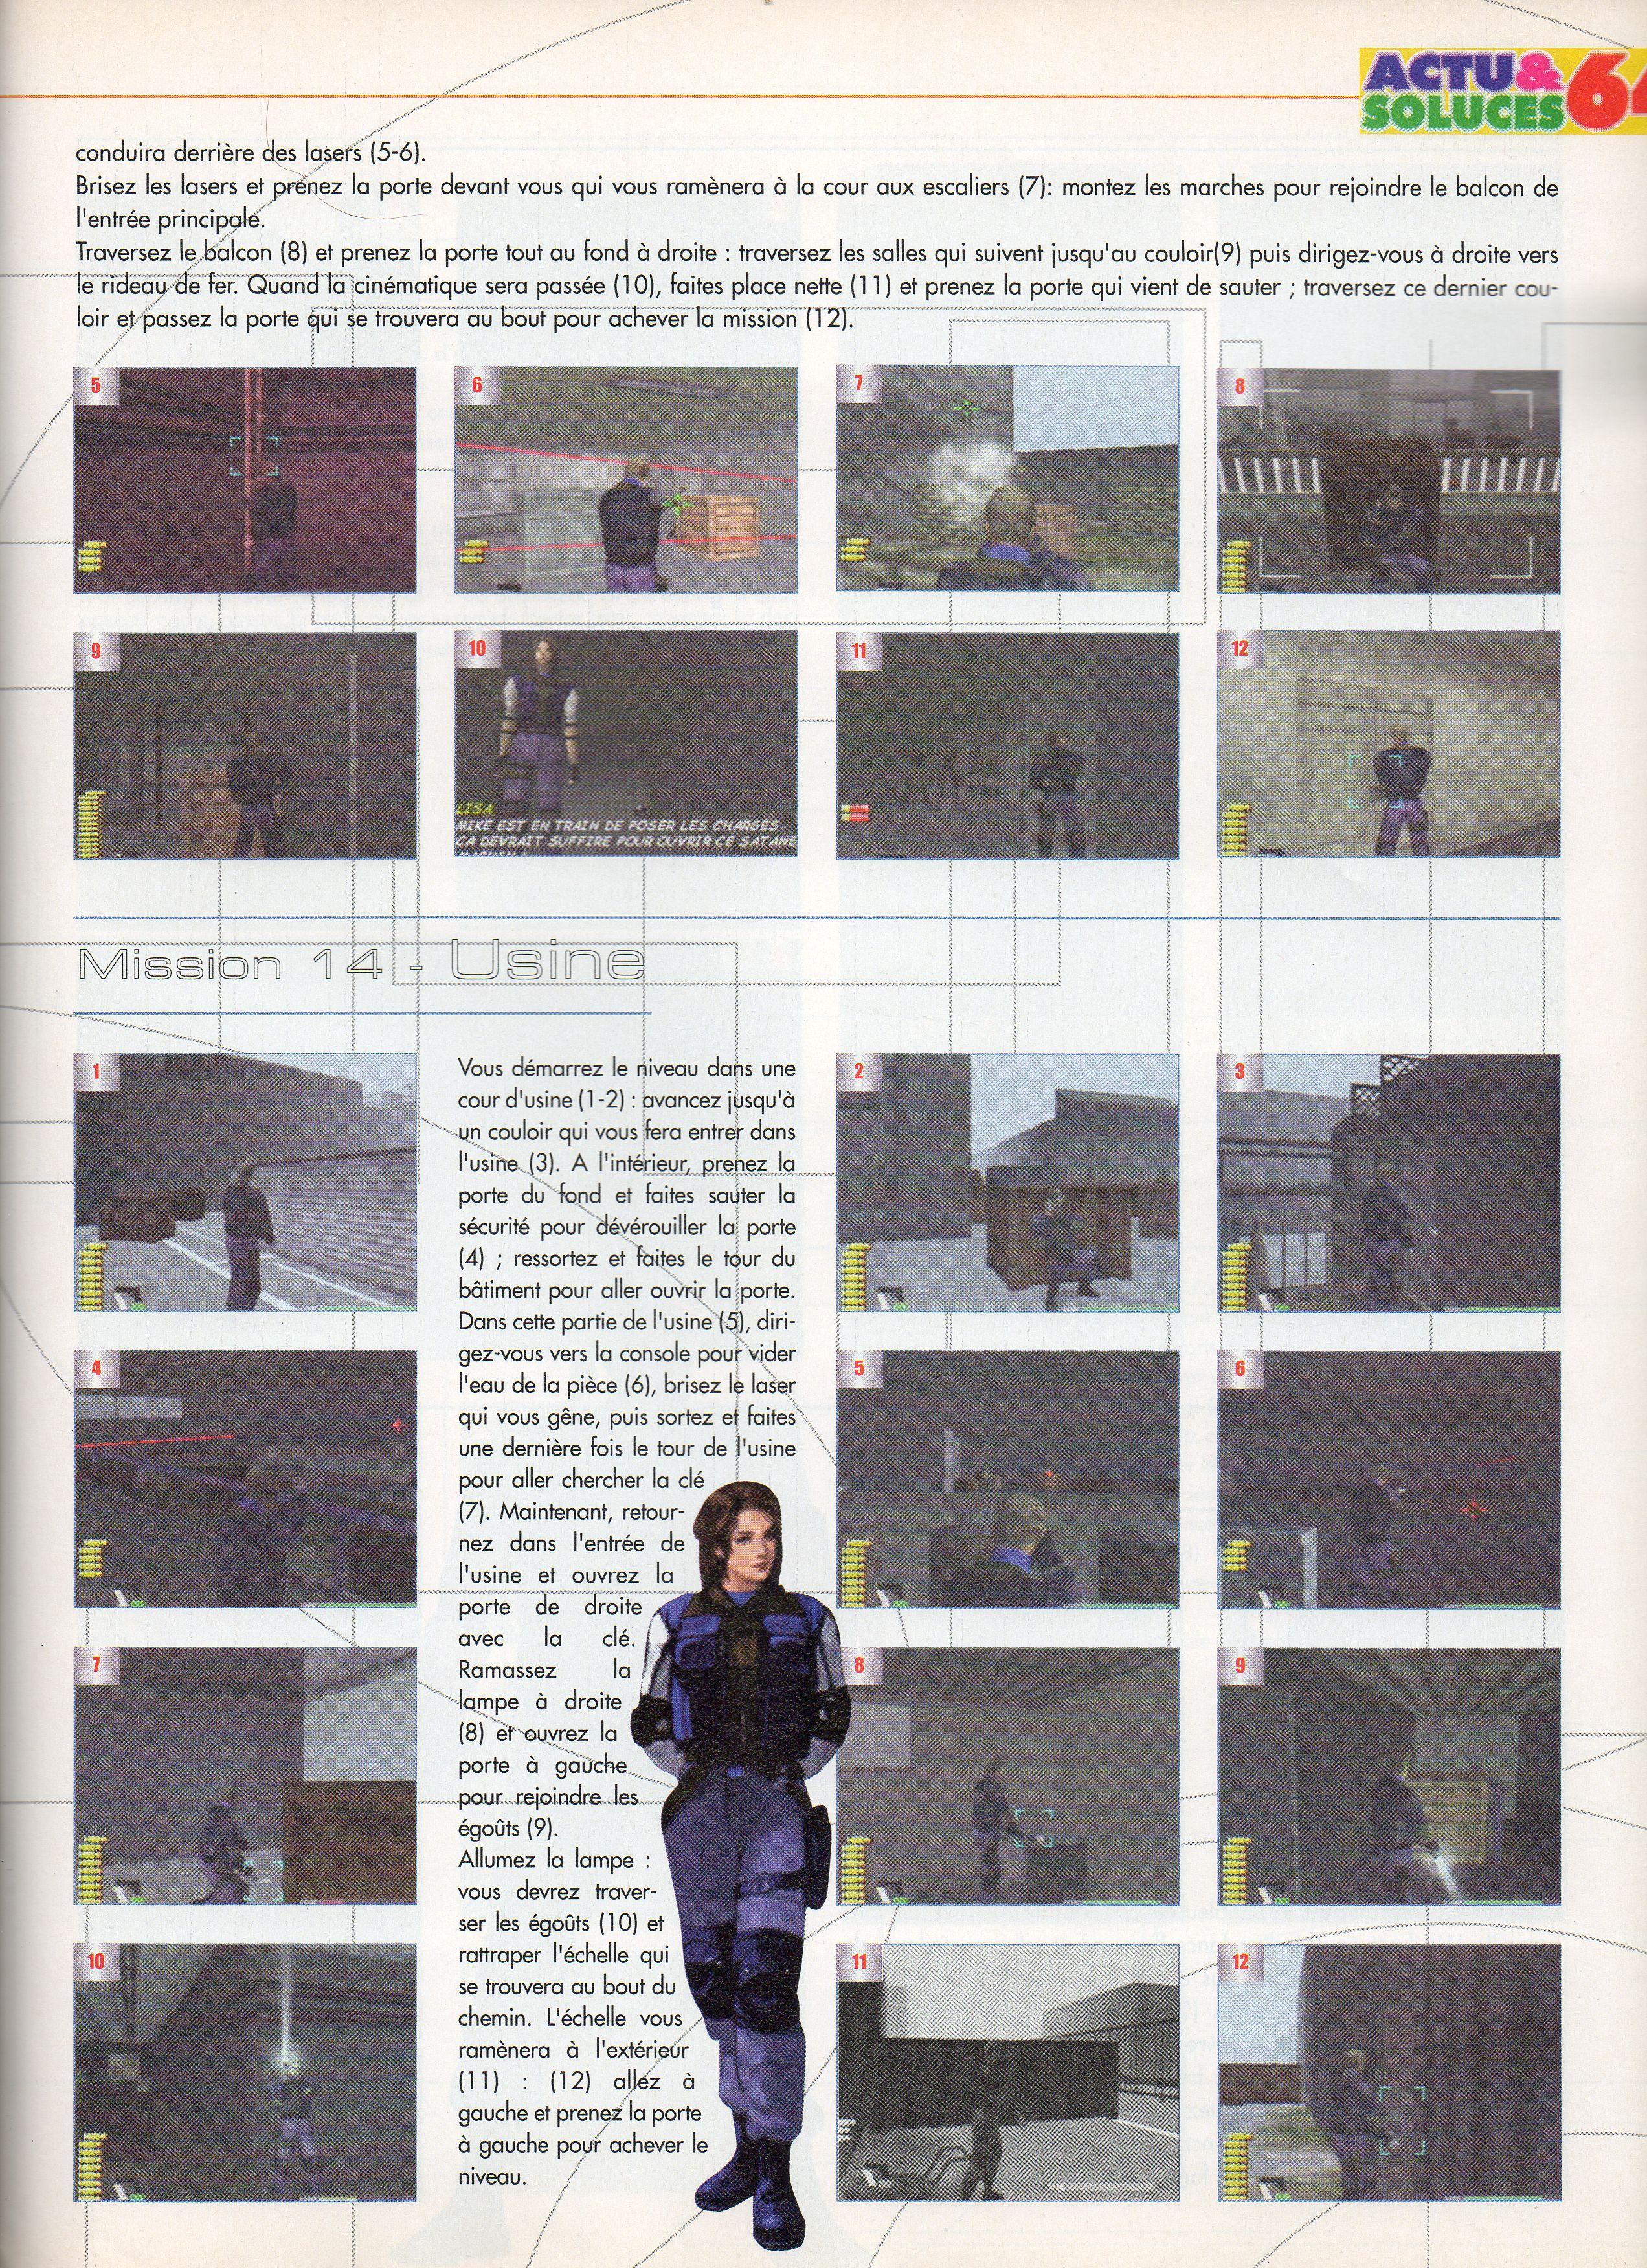 ACTU&
SOLUCES 64
conduira derrière des lasers (5-6).
Brisez les lasers et prenez la porte devant vous qui vous ramènera à la cour aux escaliers (7): montez les marches pour rejoindre le balcon de
l'entrée principale.
Traversez le balcon (8) et prenez la porte tout au fond à droite : traversez les salles qui suivent jusqu'au couloir(9) puis dirigez-vous à droite vers
le rideau de fer. Quand la cinématique sera passée (10), faites place nette (11) et prenez la porte qui vient de sauter ; traversez ce dernier cou-
loir et passez la porte qui se trouvera au bout pour achever la mission (12).
5
6
7
8
9
10
LISA
MIKE EST EN TRAIN DE POSER LES CHARGES.
CA DEVRAIT SUFFIRE POUR OUVRIR CE SATANE
11
12
Mission 14 - Usine
1
Vous démarrez le niveau dans une
cour d'usine (1-2) : avancez jusqu'à
un couloir qui vous fera entrer dans
l'usine (3). A l'intérieur, prenez la
porte du fond et faites sauter la
sécurité pour dévérouiller la porte
(4) ; ressortez et faites le tour du
bâtiment pour aller ouvrir la porte.
Dans cette partie de l'usine (5), diri-
gez-vous vers la console pour vider
l'eau de la pièce (6), brisez le laser
qui vous gêne, puis sortez et faites
une dernière fois le tour de l'usine
pour aller chercher la clé
(7). Maintenant, retour-
nez dans l'entrée de
l'usine et ouvrez la
porte de droite
avec la clé.
Ramassez la
lampe à droite
(8) et ouvrez la
porte à gauche
pour rejoindre les
égoûts (9).
Allumez la lampe :
vous devrez traver-
ser les égoûts (10) et
rattraper l'échelle qui
se trouvera au bout du
chemin. L'échelle vous
ramènera à l'extérieur
(11) : (12) allez à
gauche et prenez la porte
à gauche pour achever le
niveau.
2
3
4
5
6
7
8
9
10
11
VIE
12